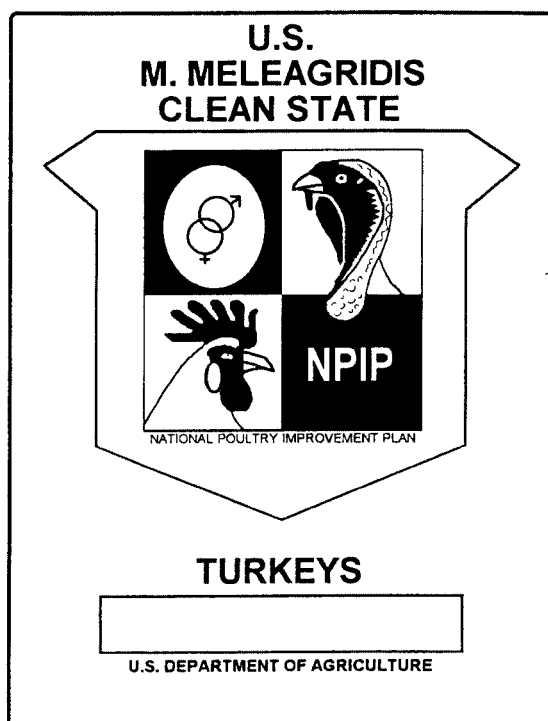 U.S.
M. MELEAGRIDIS
CLEAN STATE
NPIP
NATIONAL POULTRY IMPROVEMENT PLAN
TURKEYS
U.S. DEPARTMENT OF AGRICULTURE